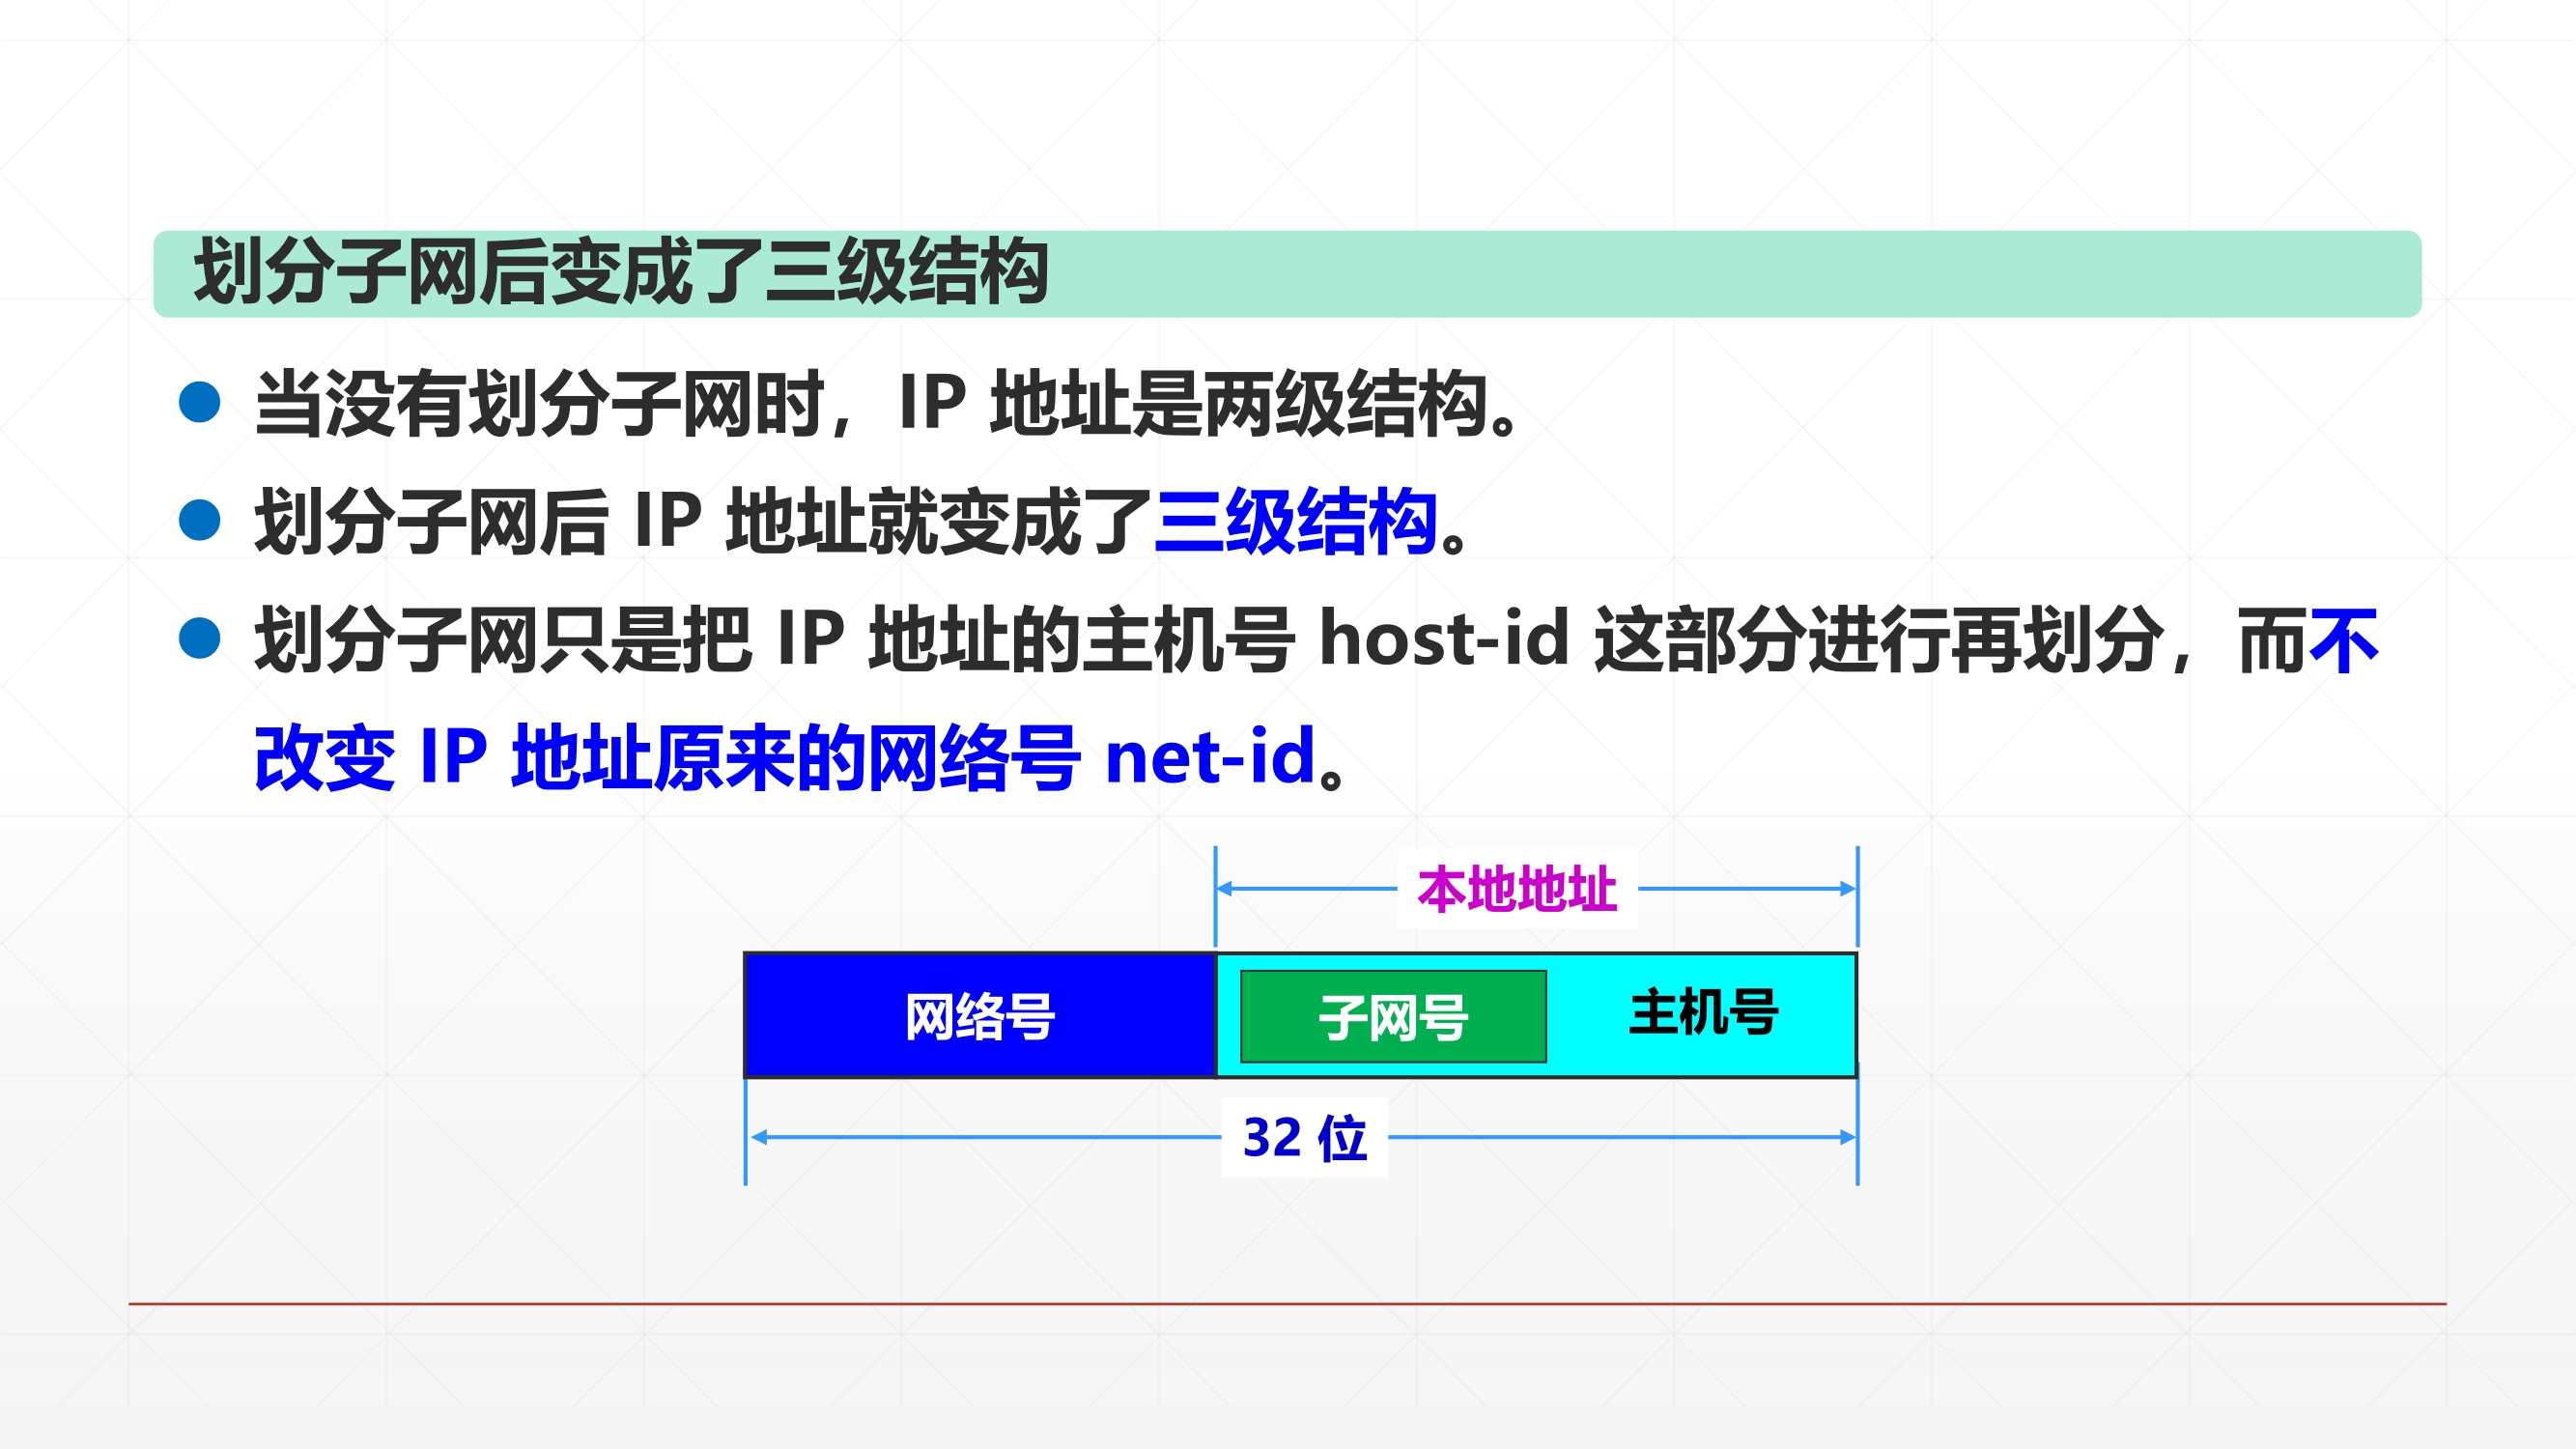 划分子网后变成了三级结构
当没有划分子网时，IP 地址是两级结构。
划分子网后 IP 地址就变成了三级结构。
划分子网只是把 IP 地址的主机号 host-id 这部分进行再划分，而不
改变 IP 地址原来的网络号 net-id。
本地地址
网络号 子网号 主机号
32 位